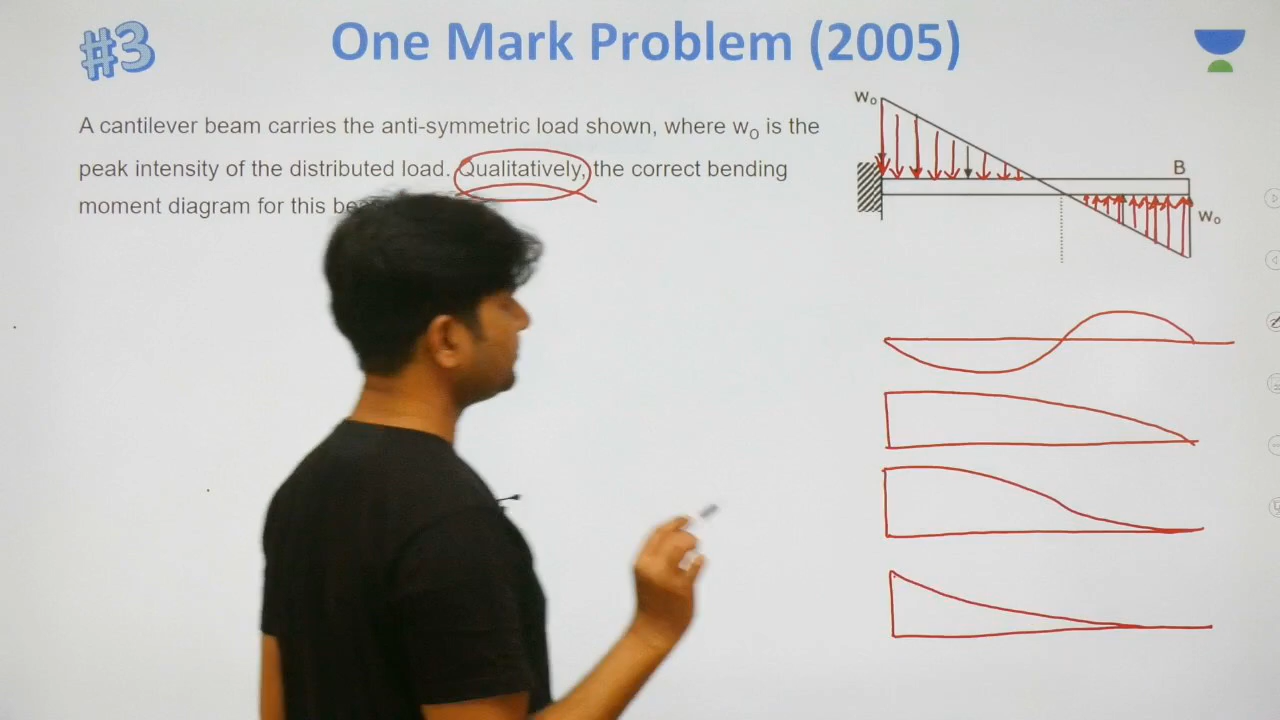 #3
One Mark Problem (2005)
A cantilever beam carries the anti-symmetric load shown, where w₀ is the
peak intensity of the distributed load. Qualitatively, the correct bending
moment diagram for this
w₀
B
w₀